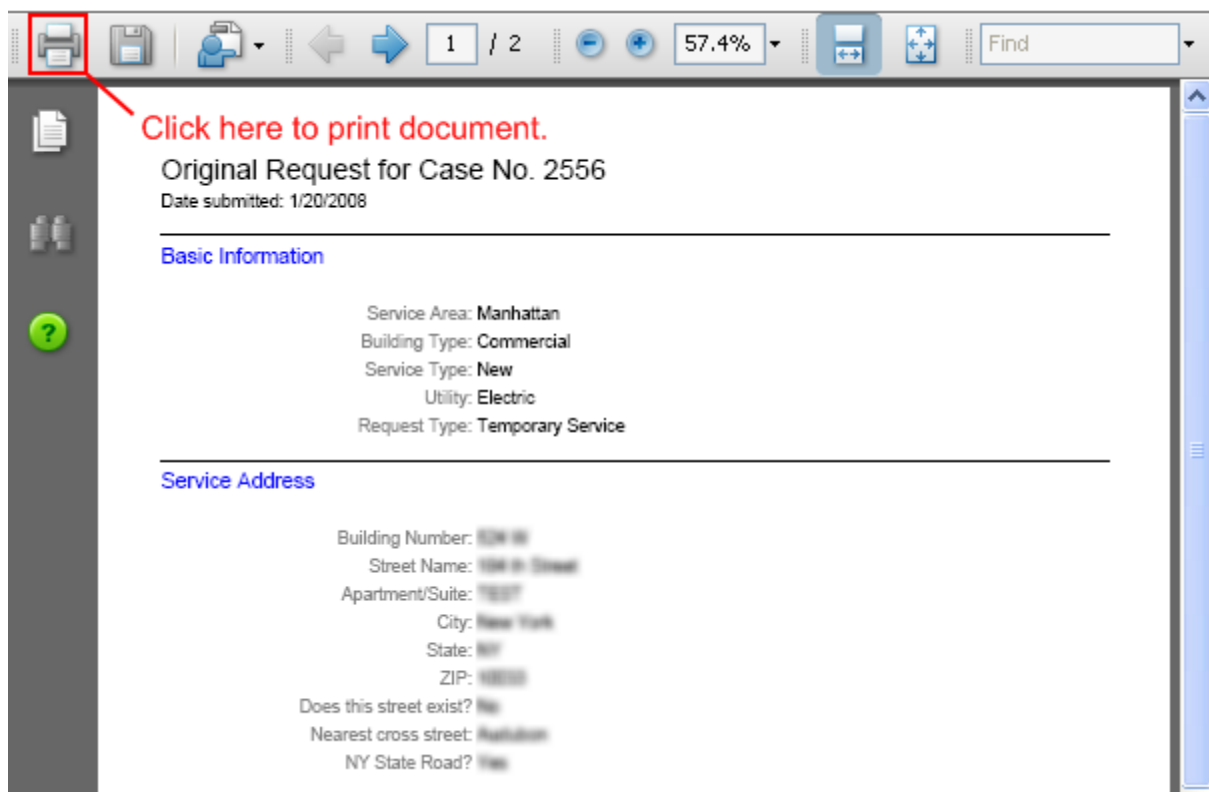 1 / 2 57.4% Find
Click here to print document.
Original Request for Case No. 2556
Date submitted: 1/20/2008
Basic Information
Service Area: Manhattan
Building Type: Commercial
Service Type: New
Utility: Electric
Request Type: Temporary Service
Service Address
Building Number:
Street Name:
Apartment/Suite:
City:
State:
ZIP:
Does this street exist?
Nearest cross street:
NY State Road?